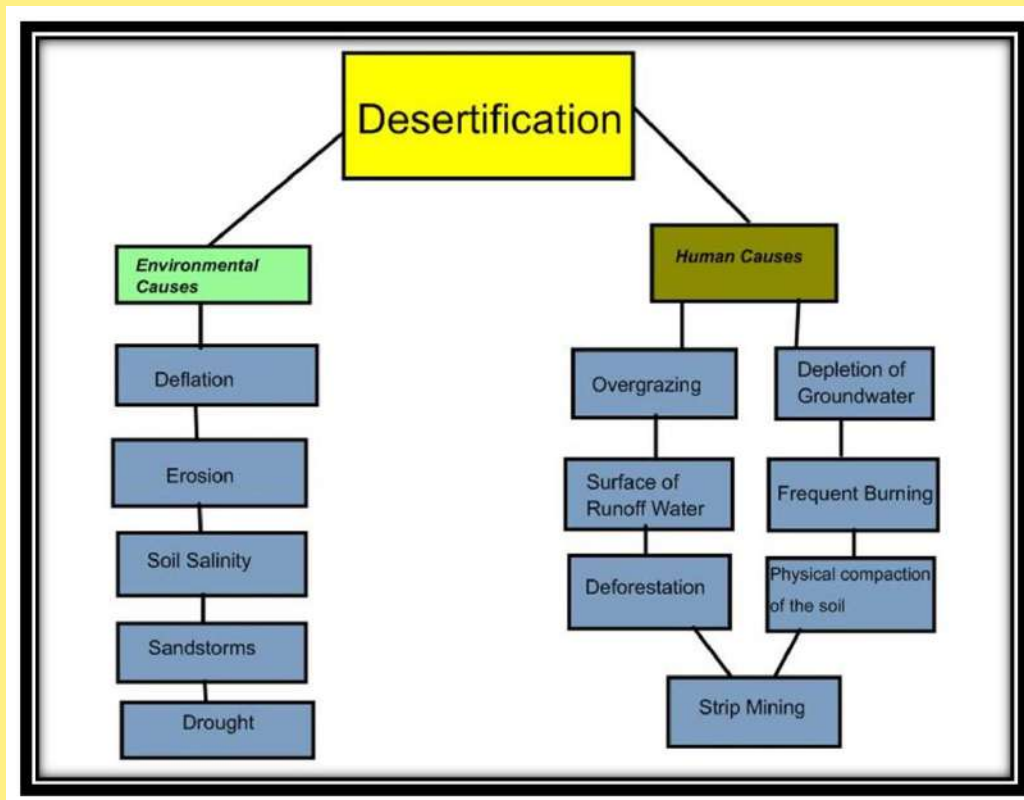 Desertification
Environmental
Causes
Deflation
Erosion
Soil Salinity
Sandstorms
Drought
Human Causes
Overgrazing
Surface of
Runoff Water
Deforestation
Depletion of
Groundwater
Frequent Burning
Physical compaction
of the soil
Strip Mining